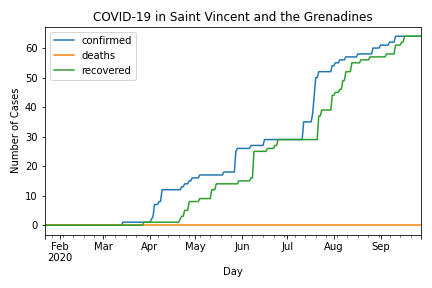 COVID-19 in Saint Vincent and the Grenadines
confirmed
deaths
recovered
Number of Cases
60
50
40
30
20
10
0
Feb Mar Apr May Jun Jul Aug Sep
2020
Day